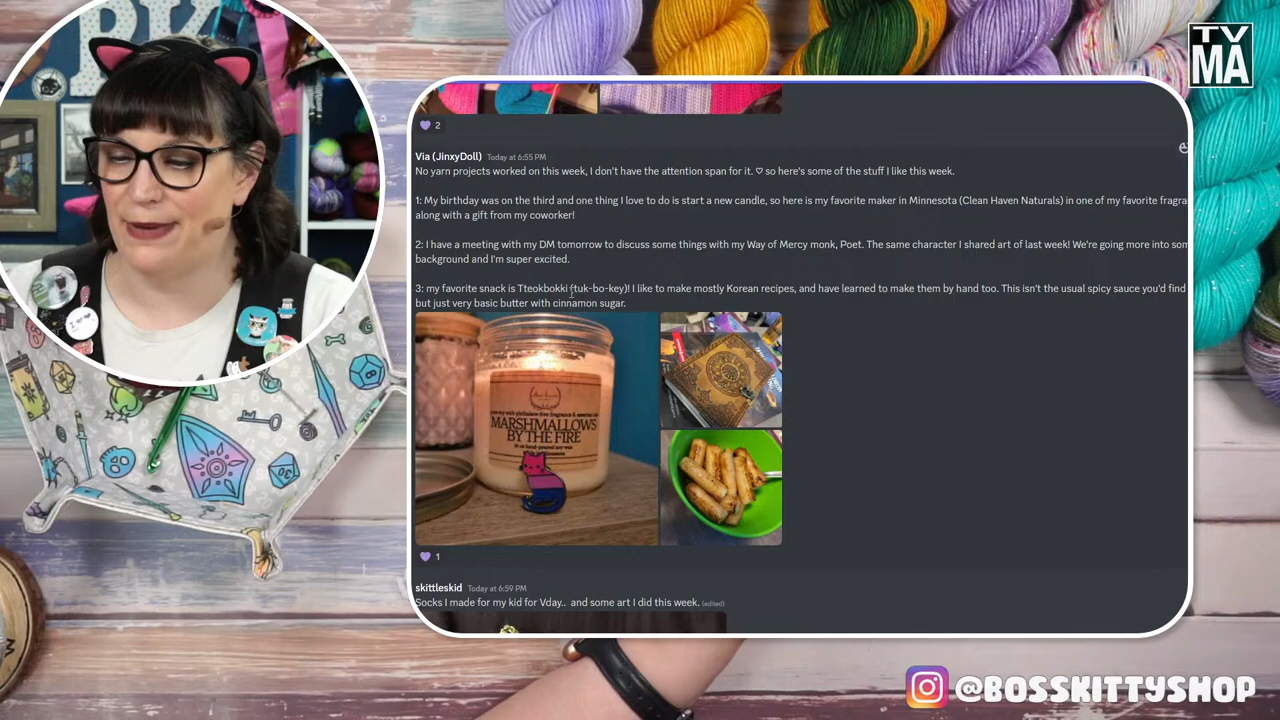 TV
MA
2
Via (JinxyDoll) Today at 6:55 PM
No yarn projects worked on this week, I don't have the attention span for it. ♡ so here's some of the stuff I like this week.
1: My birthday was on the third and one thing I love to do is start a new candle, so here is my favorite maker in Minnesota (Clean Haven Naturals) in one of my favorite fragra
along with a gift from my coworker!
2: I have a meeting with my DM tomorrow to discuss some things with my Way of Mercy monk, Poet. The same character I shared art of last week! We're going more into som
background and I'm super excited.
3: my favorite snack is Tteokbokki (tuk-bo-key)! I like to make mostly Korean recipes, and have learned to make them by hand too. This isn't the usual spicy sauce you'd find
but just very basic butter with cinnamon sugar.
MARSHMALLOWS
BY THE FIRE
1
skittleskid Today at 6:59 PM
Socks I made for my kid for Vday.. and some art I did this week. (edited)
@BOSSKITTYSHOP